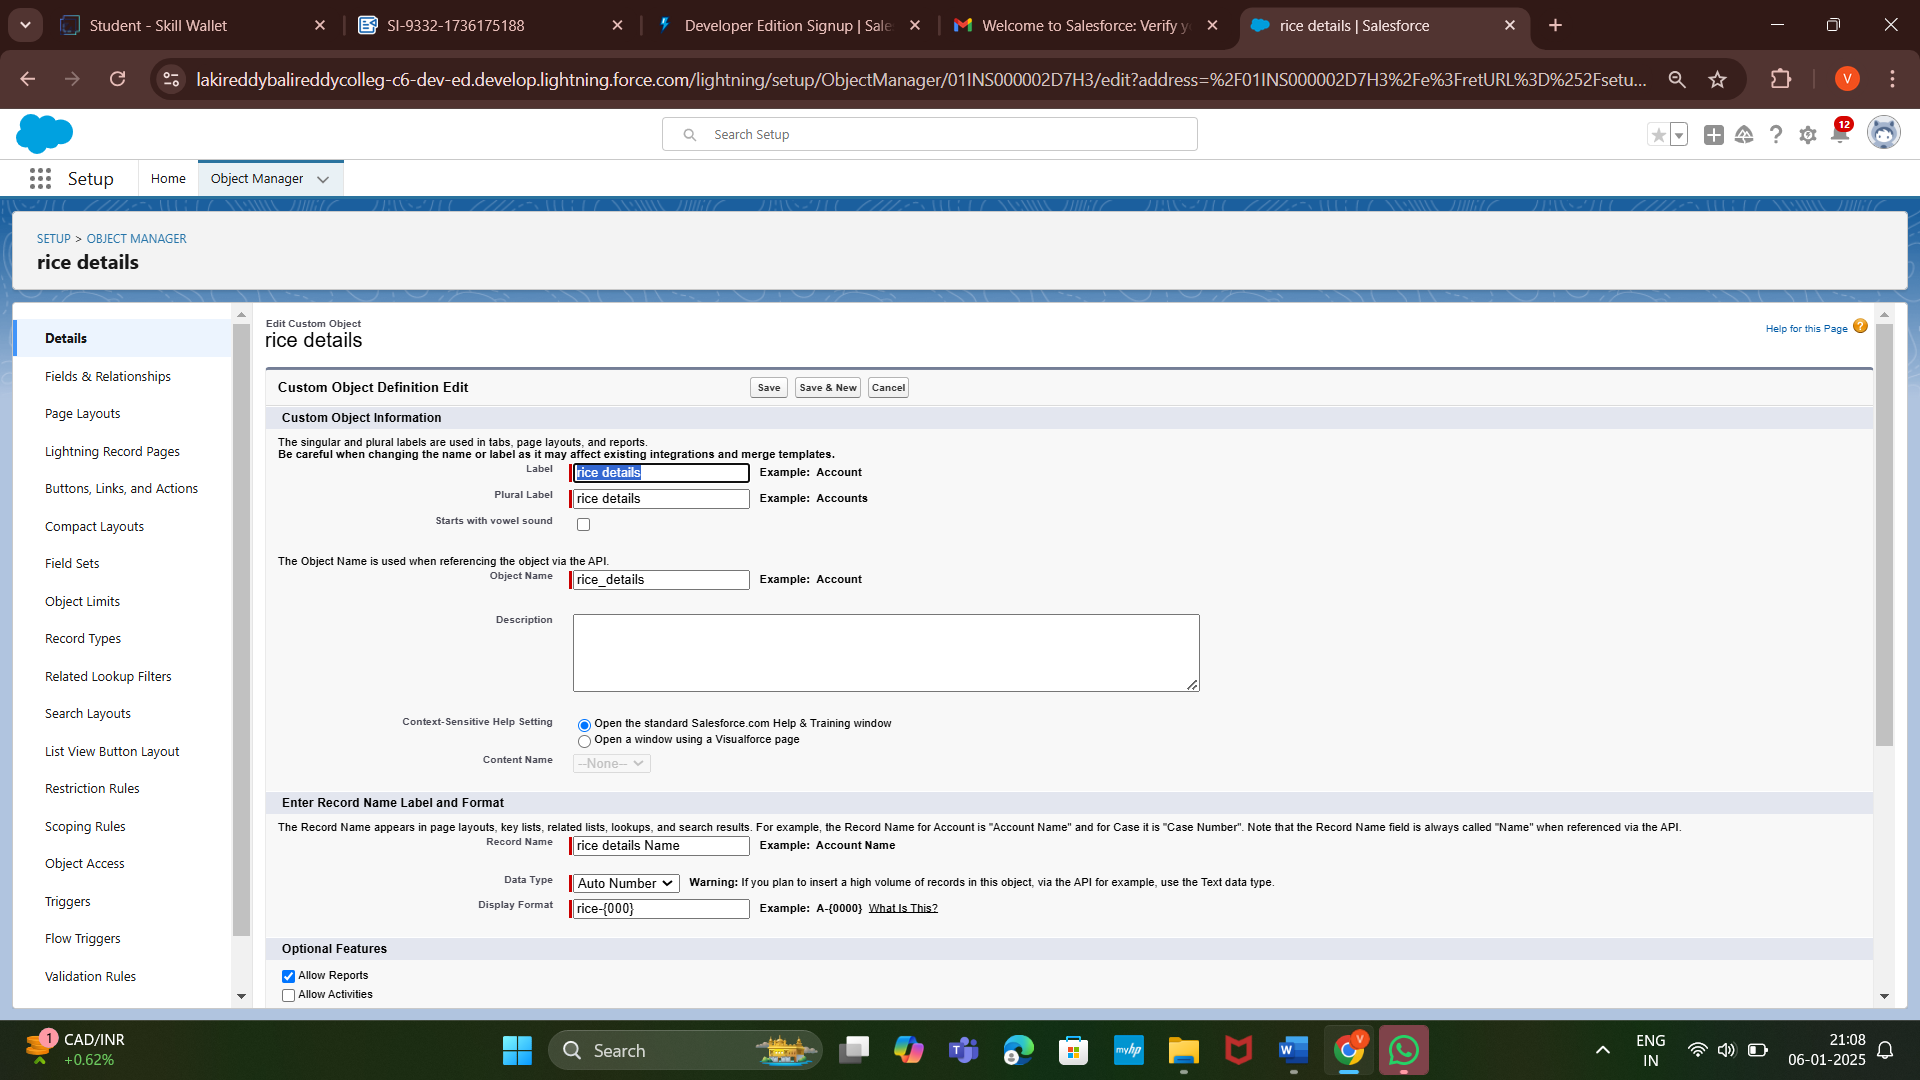 Student - Skill Wallet
SI-9332-1736175188
Developer Edition Signup | Sale
Welcome to Salesforce: Verify y
rice details | Salesforce
lakireddybalireddycolleg-c6-dev-ed.develop.lightning.force.com/lightning/setup/ObjectManager/01INS000002D7H3/edit?address=%2F01INS000002D7H3%2Fe%3FretURL%3D%252Fsetu...
V
Search Setup
12
Setup
Home
Object Manager
SETUP > OBJECT MANAGER
rice details
Details
Fields & Relationships
Page Layouts
Lightning Record Pages
Buttons, Links, and Actions
Compact Layouts
Field Sets
Object Limits
Record Types
Related Lookup Filters
Search Layouts
List View Button Layout
Restriction Rules
Scoping Rules
Object Access
Triggers
Flow Triggers
Validation Rules
Edit Custom Object
rice details
Help for this Page ?
Custom Object Definition Edit
Save
Save & New
Cancel
Custom Object Information
The singular and plural labels are used in tabs, page layouts, and reports.
Be careful when changing the name or label as it may affect existing integrations and merge templates.
Label rice details Example: Account
Plural Label rice details Example: Accounts
Starts with vowel sound
The Object Name is used when referencing the object via the API.
Object Name rice_details Example: Account
Description
Context-Sensitive Help Setting Open the standard Salesforce.com Help & Training window
Open a window using a Visualforce page
Content Name --None--
Enter Record Name Label and Format
The Record Name appears in page layouts, key lists, related lists, lookups, and search results. For example, the Record Name for Account is "Account Name" and for Case it is "Case Number". Note that the Record Name field is always called "Name" when referenced via the API.
Record Name rice details Name Example: Account Name
Data Type Auto Number Warning: If you plan to insert a high volume of records in this object, via the API for example, use the Text data type.
Display Format rice-{000} Example: A-{0000} What Is This?
Optional Features
Allow Reports
Allow Activities
1
CAD/INR
+0.62%
Search
myhp
W
V
ENG
IN
21:08
06-01-2025